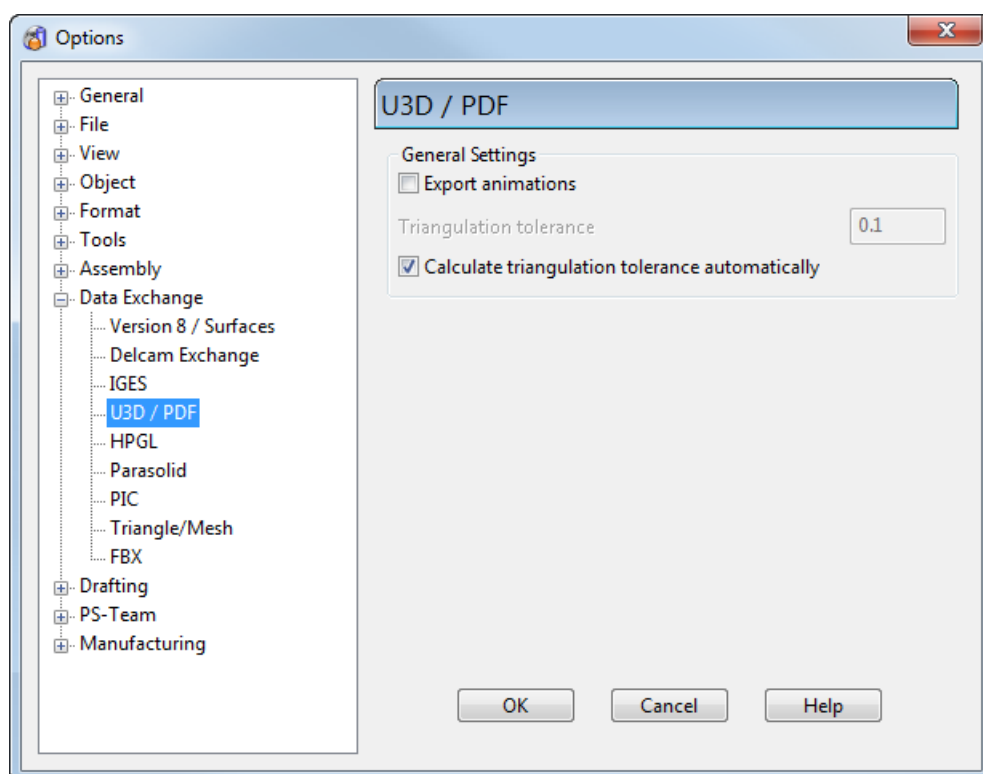 Options
General
File
View
Object
Format
Tools
Assembly
Data Exchange
Version 8 / Surfaces
Delcam Exchange
IGES
U3D / PDF
HPGL
Parasolid
PIC
Triangle/Mesh
FBX
Drafting
PS-Team
Manufacturing
U3D / PDF
General Settings
Export animations
Triangulation tolerance 0.1
Calculate triangulation tolerance automatically
OK Cancel Help